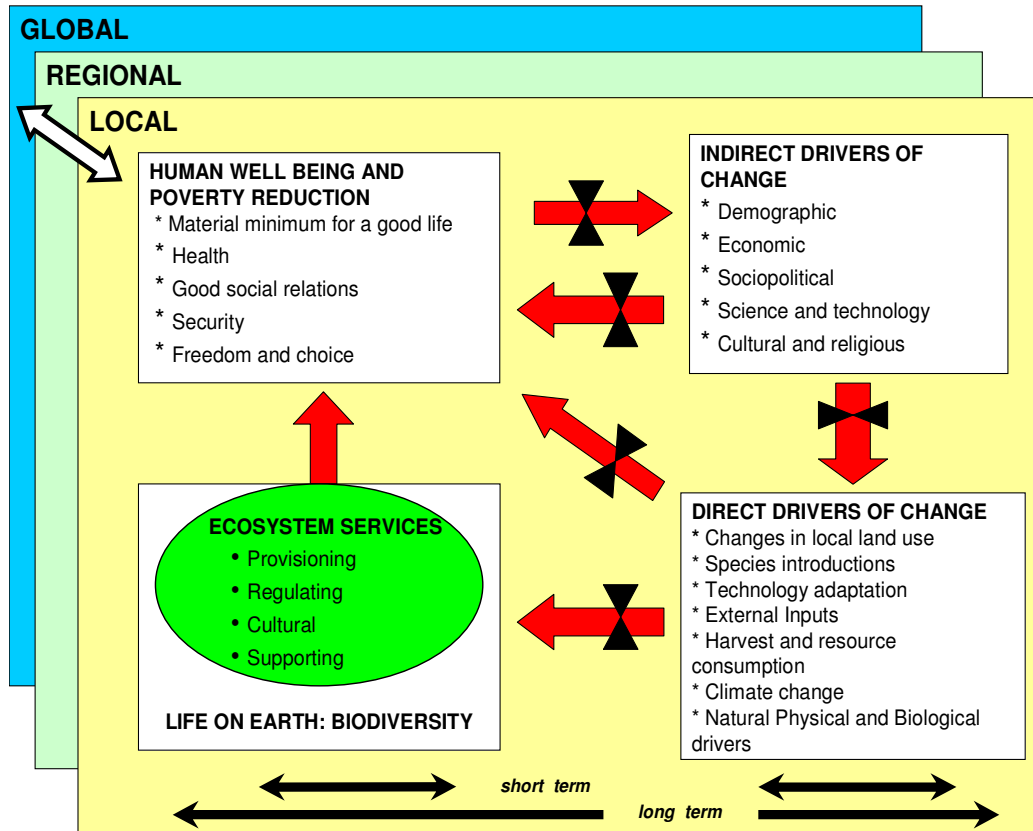 GLOBAL
REGIONAL
LOCAL
HUMAN WELL BEING AND
POVERTY REDUCTION
* Material minimum for a good life
* Health
* Good social relations
* Security
* Freedom and choice
INDIRECT DRIVERS OF
CHANGE
* Demographic
* Economic
* Sociopolitical
* Science and technology
* Cultural and religious
ECOSYSTEM SERVICES
• Provisioning
• Regulating
• Cultural
• Supporting
LIFE ON EARTH: BIODIVERSITY
DIRECT DRIVERS OF CHANGE
* Changes in local land use
* Species introductions
* Technology adaptation
* External Inputs
* Harvest and resource
consumption
* Climate change
* Natural Physical and Biological
drivers
short term
long term